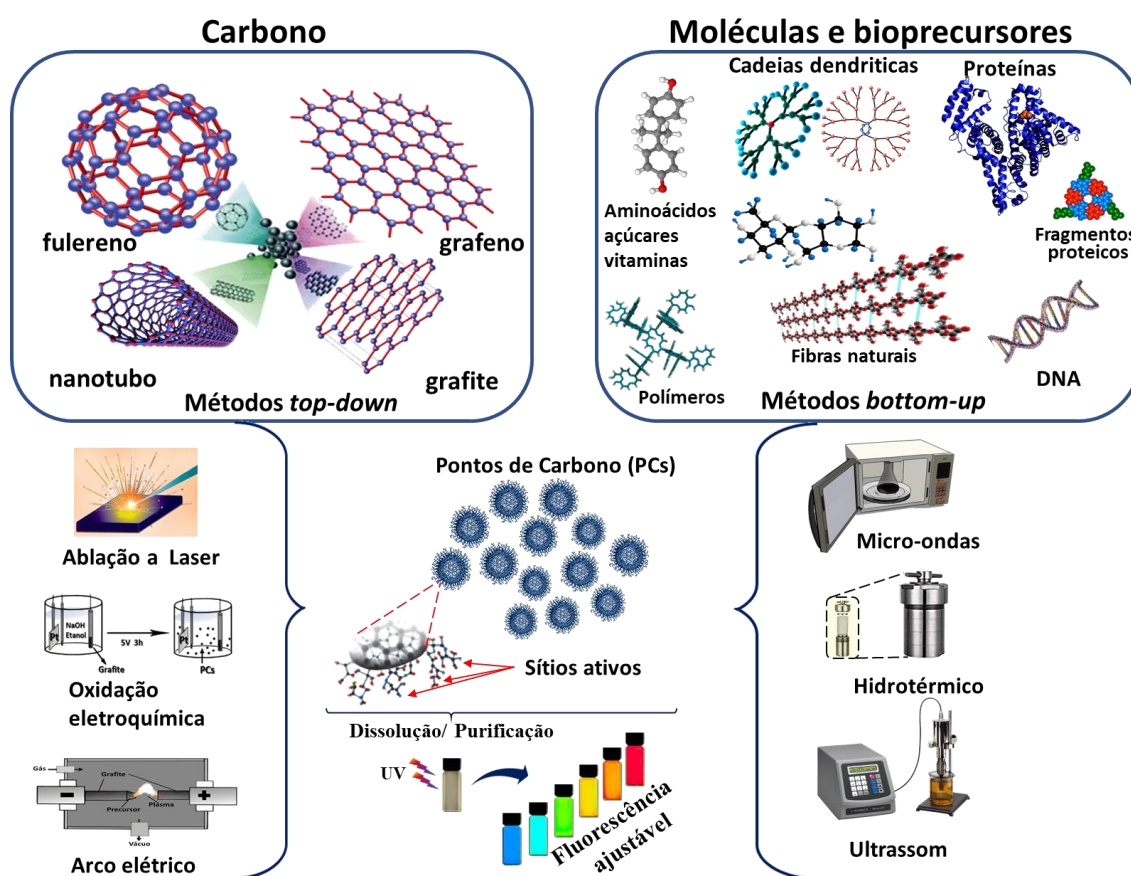 Carbono
fulereno
grafeno
nanotubo
grafite
Métodos top-down
Moléculas e bioprecursores
Cadeias dendriticas
Proteínas
Aminoácidos
açúcares
vitaminas
Fragmentos
proteicos
Fibras naturais
Polímeros
DNA
Métodos bottom-up
Ablação a Laser
Pt
NaOH
Etanol
5V 3h
Pt
Grafite
PCs
Oxidação
eletroquímica
Gás
Grafite
Precursor
Plasma
Vácuo
Arco elétrico
Pontos de Carbono (PCs)
Sítios ativos
Dissolução/ Purificação
UV
Fluorescência
ajustável
Micro-ondas
Hidrotérmico
Ultrassom